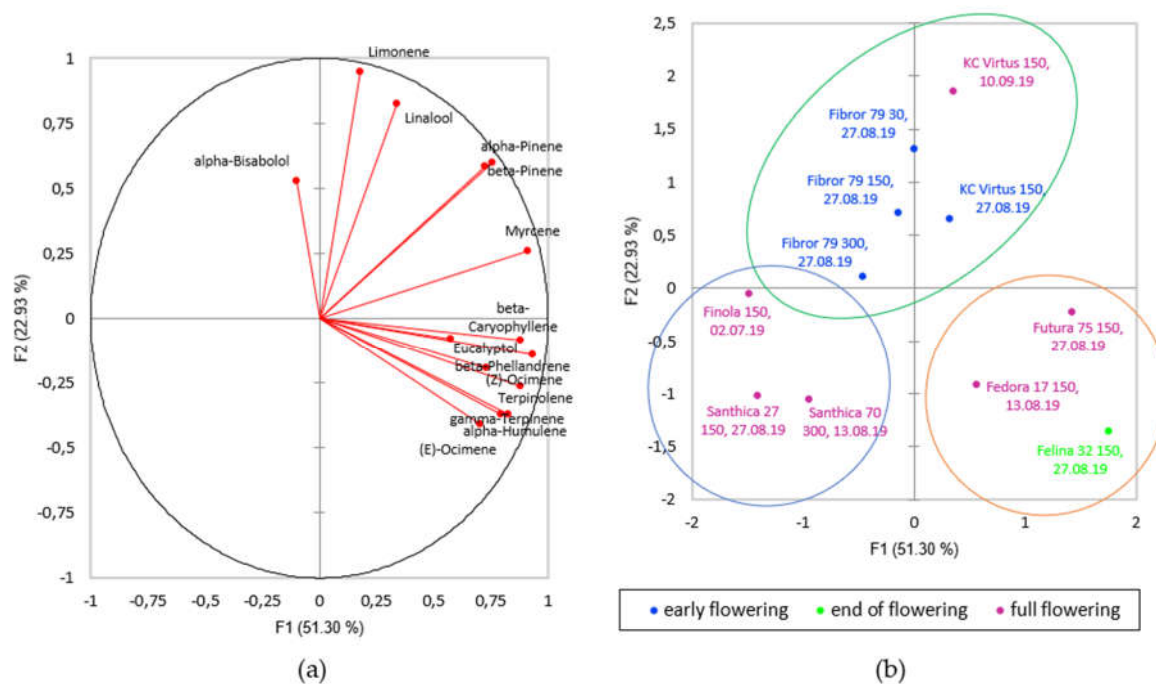 Limonene
Linalool
alpha-Pinene
beta-Pinene
alpha-Bisabolol
Myrcene
beta-
Caryophyllene
Eucalyptol
beta-Phellandrene
(Z)-Ocimene
Terpinolene
gamma-Terpinene
alpha-Humulene
(E)-Ocimene
1
0,75
0,5
0,25
0
-0,25
-0,5
-0,75
-1
F2 (22.93 %)
-1
-0,75
-0,5
-0,25
0
0,25
0,5
0,75
1
F1 (51.30 %)
(a)
(b)
2,5
2
1,5
1
0,5
0
-0,5
-1
-1,5
-2
F2 (22.93 %)
KC Virtus 150,
10.09.19
Fibror 79 30,
27.08.19
Fibror 79 150,
27.08.19
KC Virtus 150,
27.08.19
Fibror 79 300,
27.08.19
Finola 150,
02.07.19
Futura 75 150,
27.08.19
Fedora 17 150,
13.08.19
Santhica 27
150, 27.08.19
Santhica 70
300, 13.08.19
Felina 32 150,
27.08.19
-2
-1
0
1
2
F1 (51.30 %)
early flowering
end of flowering
full flowering